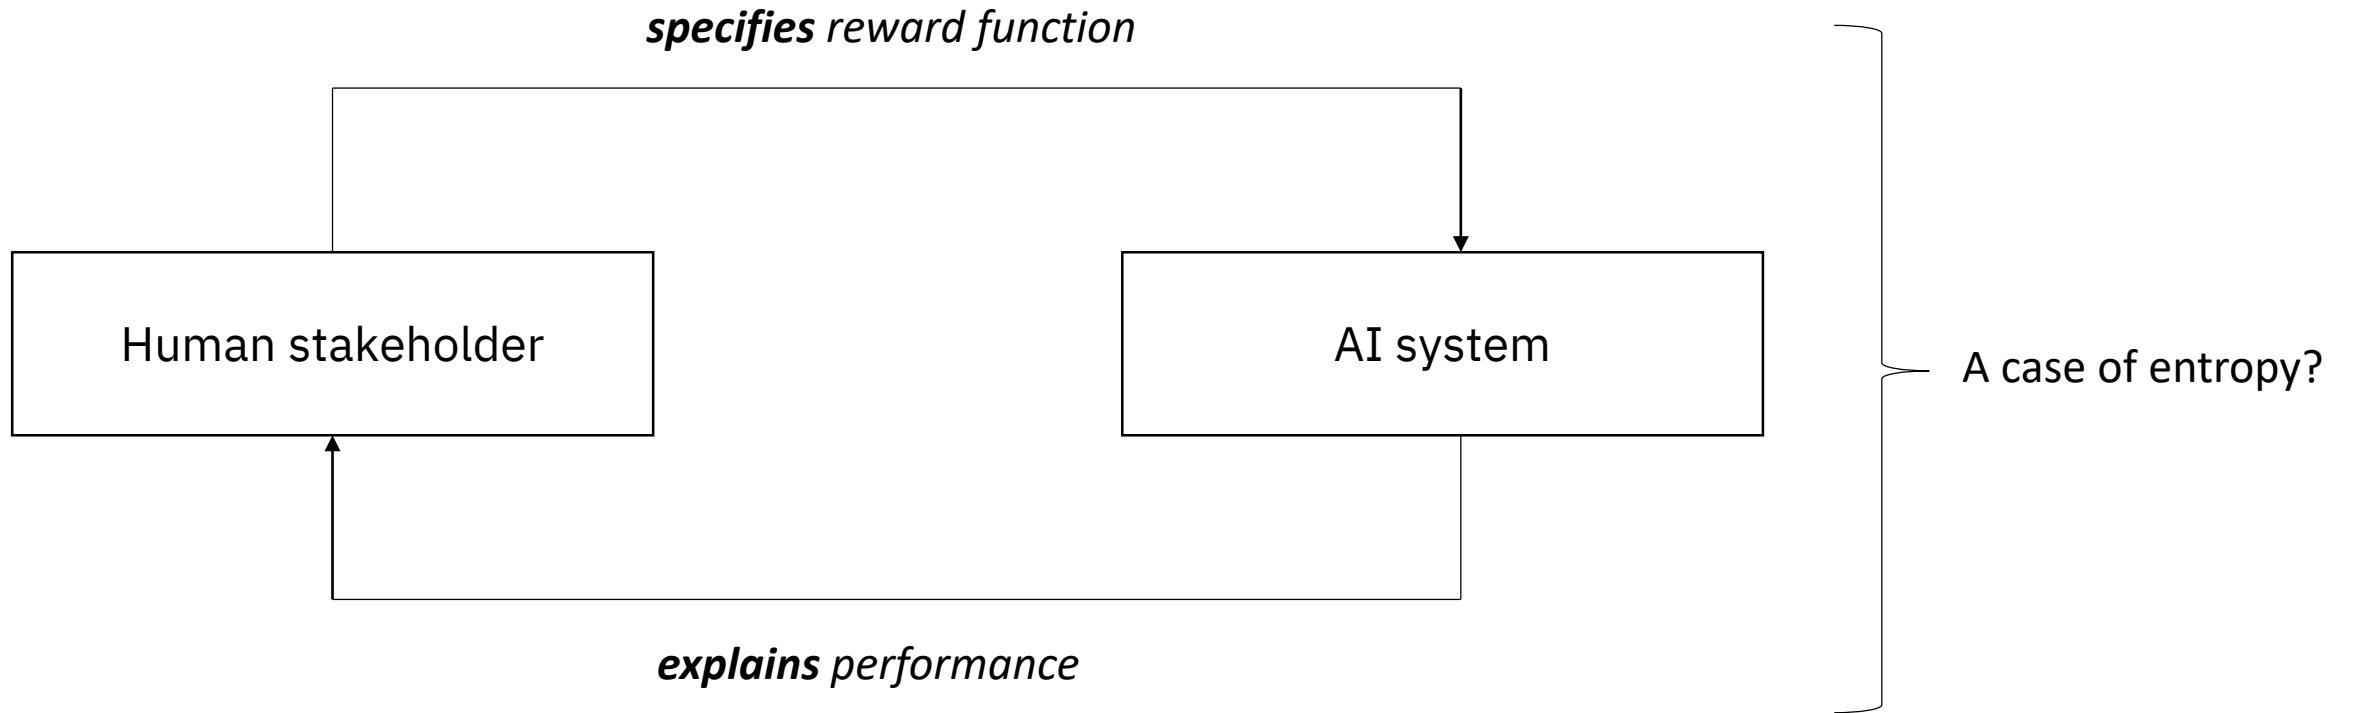 specifies reward function
Human stakeholder
AI system
A case of entropy?
explains performance